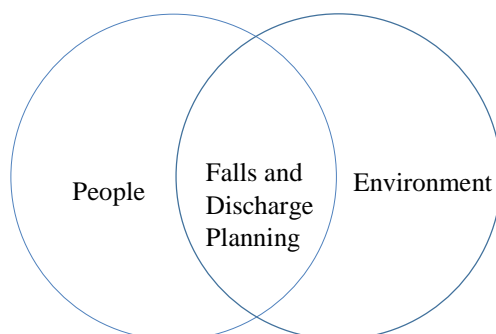 People
Falls and
Discharge
Planning
Environment